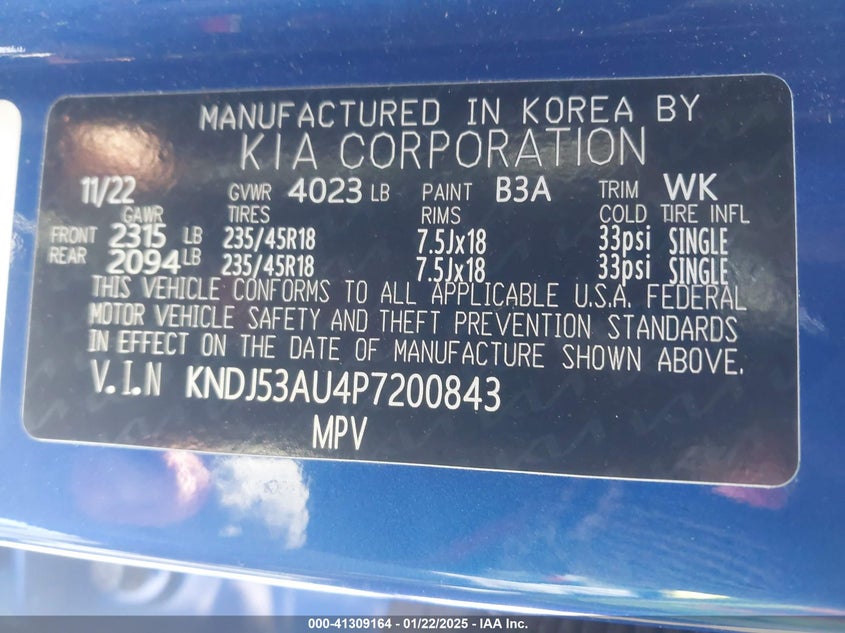 MANUFACTURED IN KOREA BY
KIA CORPORATION
11/22 GVWR 4023 LB PAINT B3A TRIM WK
GAWR TIRES RIMS COLD TIRE INFL
FRONT 2315 LB 235/45R18 7.5Jx18 33psi SINGLE
REAR 2094 LB 235/45R18 7.5Jx18 33psi SINGLE
THIS VEHICLE CONFORMS TO ALL APPLICABLE U.S.A. FEDERAL
MOTOR VEHICLE SAFETY AND THEFT PREVENTION STANDARDS
IN EFFECT ON THE DATE OF MANUFACTURE SHOWN ABOVE.
V.I.N KNDJ53AU4P7200843
MPV
000-41309164 - 01/22/2025 - IAA Inc.